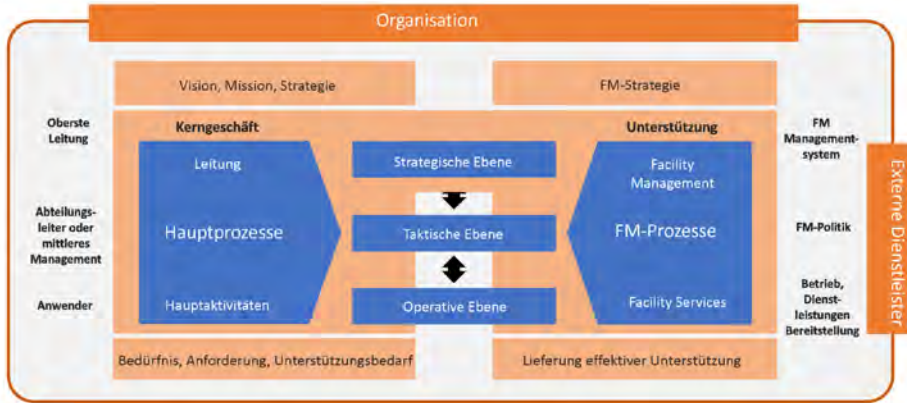 Organisation
Vision, Mission, Strategie
FM-Strategie
Oberste
Leitung
Kerngeschäft
Unterstützung
FM
Management-
system
Leitung
Strategische Ebene
Facility
Management
Abteilungs-
leiter oder
mittleres
Management
Hauptprozesse
Taktische Ebene
FM-Prozesse
FM-Politik
Anwender
Hauptaktivitäten
Operative Ebene
Facility Services
Betrieb,
Dienst-
leistungen
Bereitstellung
Externe Dienstleister
Bedürfnis, Anforderung, Unterstützungsbedarf
Lieferung effektiver Unterstützung